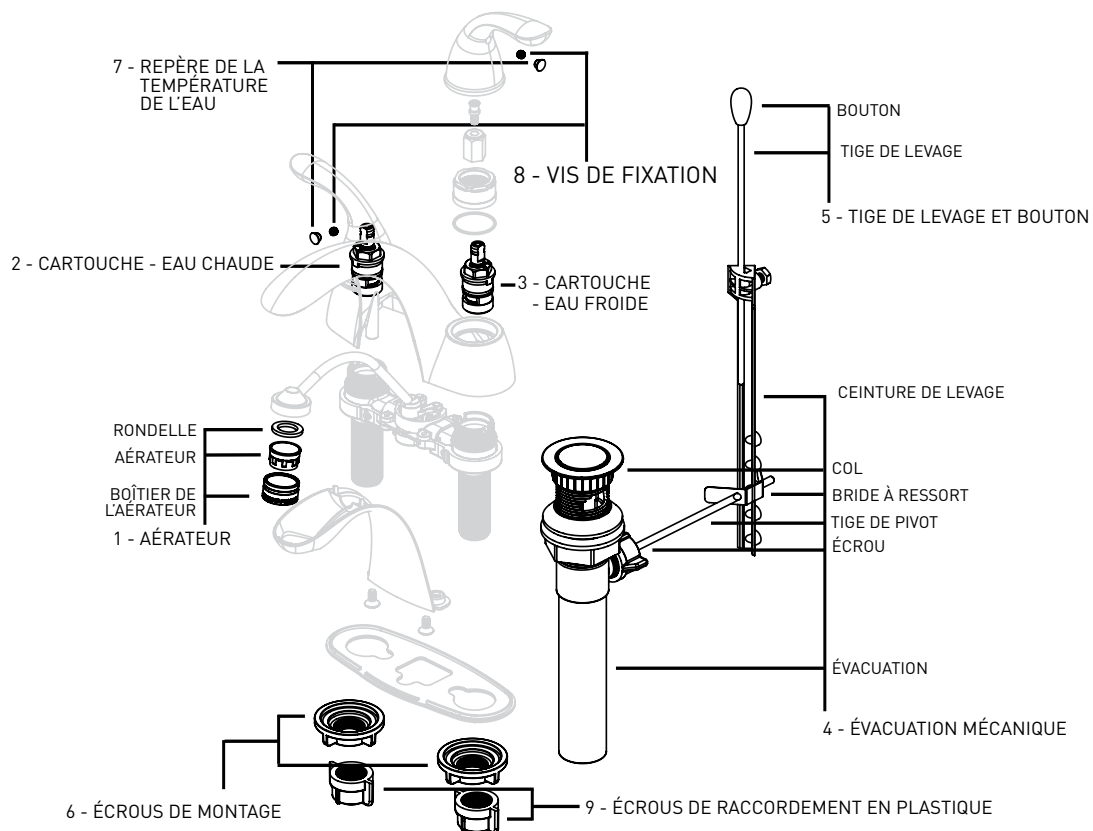 7 - REPÈRE DE LA
TEMPÉRATURE
DE L'EAU
8 - VIS DE FIXATION
2 - CARTOUCHE - EAU CHAUDE
3 - CARTOUCHE
- EAU FROIDE
RONDELLE
AÉRATEUR
BOÎTIER DE
L'AÉRATEUR
1 - AÉRATEUR
BOUTON
TIGE DE LEVAGE
5 - TIGE DE LEVAGE ET BOUTON
CEINTURE DE LEVAGE
COL
BRIDE À RESSORT
TIGE DE PIVOT
ÉCROU
ÉVACUATION
4 - ÉVACUATION MÉCANIQUE
6 - ÉCROUS DE MONTAGE
9 - ÉCROUS DE RACCORDEMENT EN PLASTIQUE